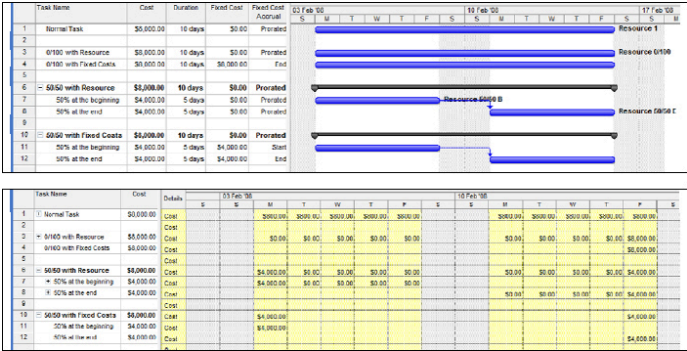 Task Name Cost Duration Fixed Cost Fixed Cost Accrual 03 Feb '08 10 Feb '08 17 Feb '08
S M T W T F S S M T W T F S S M
1 Normal Task $8,000.00 10 days $0.00 Prorated Resource 1
2
3 0/100 with Resource $8,000.00 10 days $0.00 Prorated Resource 0/100
4 0/100 with Fixed Costs $8,000.00 10 days $8,000.00 End
5
6 50/50 with Resource $8,000.00 10 days $0.00 Prorated
7 50% at the beginning $4,000.00 5 days $0.00 Prorated Resource 50/50 B
8 50% at the end $4,000.00 5 days $0.00 Prorated Resource 50/50 E
9
10 50/50 with Fixed Costs $8,000.00 10 days $0.00 Prorated
11 50% at the beginning $4,000.00 5 days $4,000.00 Start
12 50% at the end $4,000.00 5 days $4,000.00 End
Task Name Cost Details 03 Feb '08 10 Feb '08
S S M T W T F S S M T W T F S
1 Normal Task $8,000.00 Cost $800.00 $800.00 $800.00 $800.00 $800.00 $800.00 $800.00 $800.00 $800.00 $800.00
2 Cost
3 0/100 with Resource $8,000.00 Cost $0.00 $0.00 $0.00 $0.00 $0.00 $0.00 $0.00 $0.00 $0.00 $8,000.00
4 0/100 with Fixed Costs $8,000.00 Cost $8,000.00
5 Cost
6 50/50 with Resource $8,000.00 Cost $4,000.00 $0.00 $0.00 $0.00 $0.00 $0.00 $0.00 $0.00 $0.00 $4,000.00
7 50% at the beginning $4,000.00 Cost $4,000.00 $0.00 $0.00 $0.00 $0.00
8 50% at the end $4,000.00 Cost $0.00 $0.00 $0.00 $0.00 $4,000.00
9 Cost
10 50/50 with Fixed Costs $8,000.00 Cost $4,000.00 $4,000.00
11 50% at the beginning $4,000.00 Cost $4,000.00
12 50% at the end $4,000.00 Cost $4,000.00